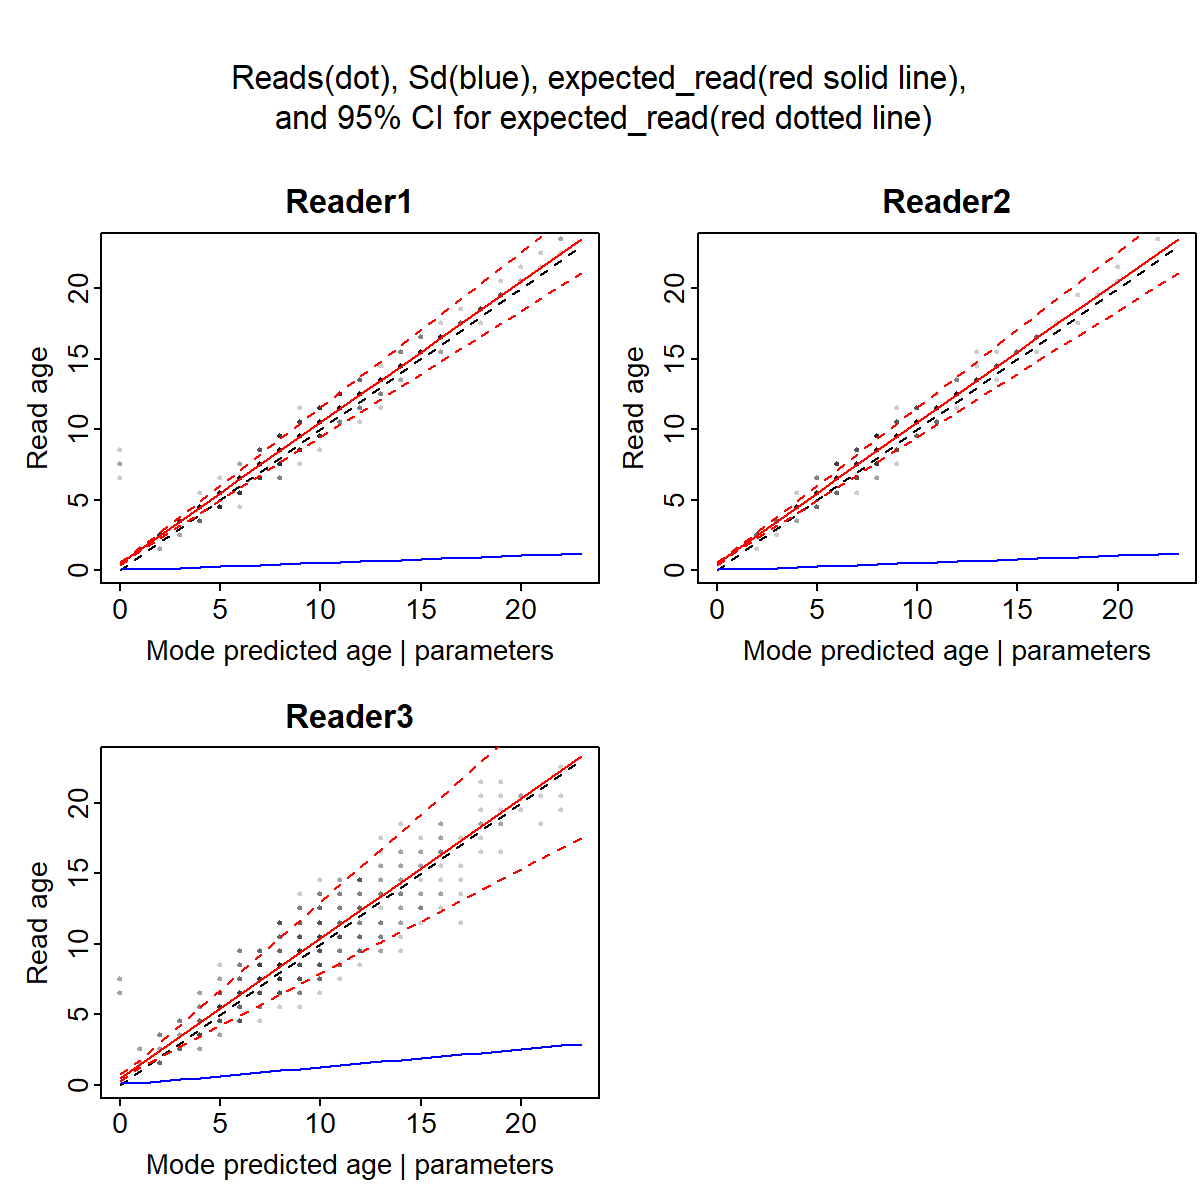 Reads(dot), Sd(blue), expected_read(red solid line),
and 95% CI for expected_read(red dotted line)
Reader1
Read age
0
5
10
15
20
0 5 10 15 20
Mode predicted age | parameters
Reader2
Read age
0
5
10
15
20
0 5 10 15 20
Mode predicted age | parameters
Reader3
Read age
0
5
10
15
20
0 5 10 15 20
Mode predicted age | parameters